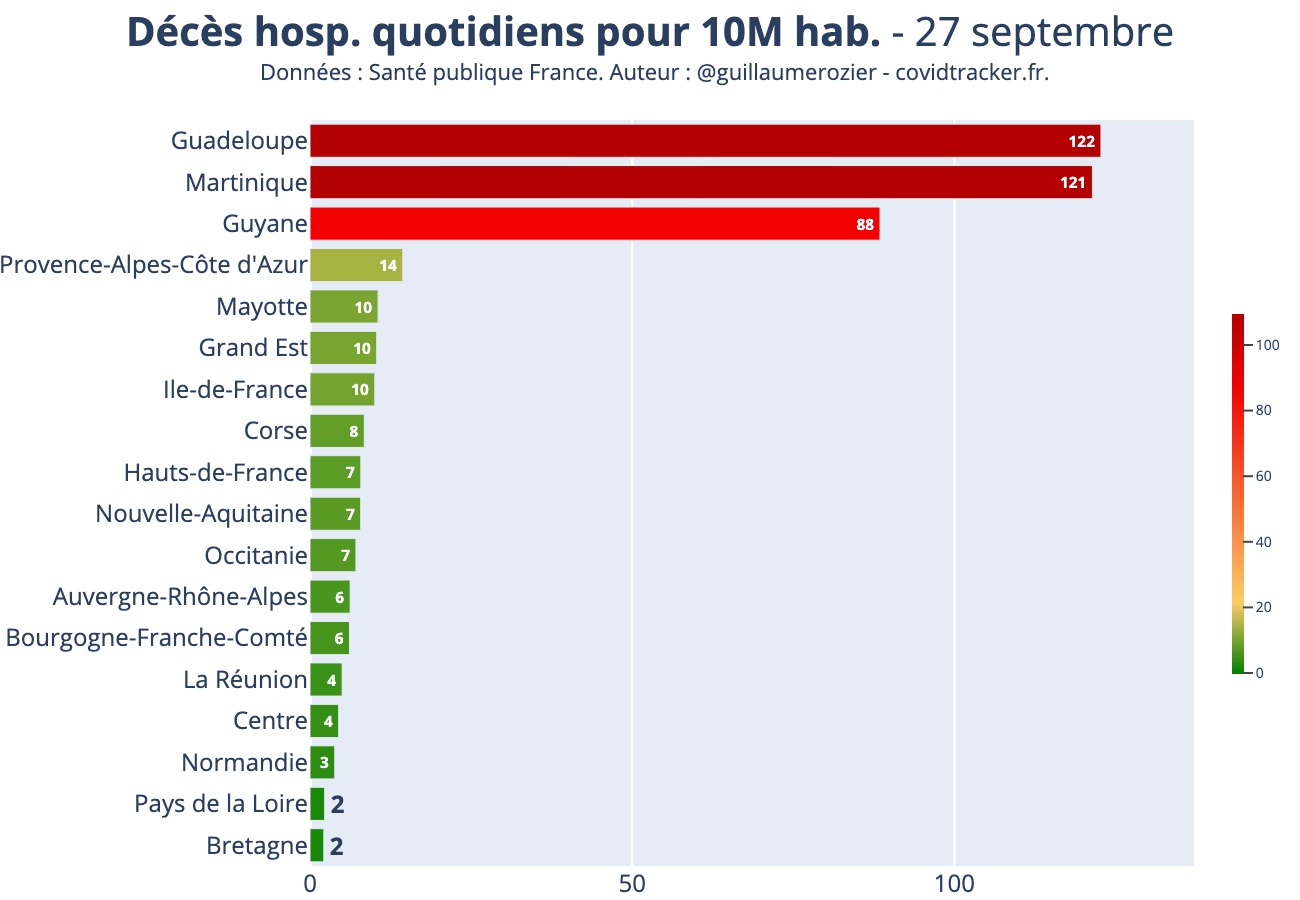 Décès hosp. quotidiens pour 10M hab. - 27 septembre
Données : Santé publique France. Auteur : @guillaumerozier - covidtracker.fr.
Guadeloupe 122
Martinique 121
Guyane 88
Provence-Alpes-Côte d'Azur 14
Mayotte 10
Grand Est 10
Ile-de-France 10
Corse 8
Hauts-de-France 7
Nouvelle-Aquitaine 7
Occitanie 7
Auvergne-Rhône-Alpes 6
Bourgogne-Franche-Comté 6
La Réunion 4
Centre 4
Normandie 3
Pays de la Loire 2
Bretagne 2
0 50 100
100
80
60
40
20
0